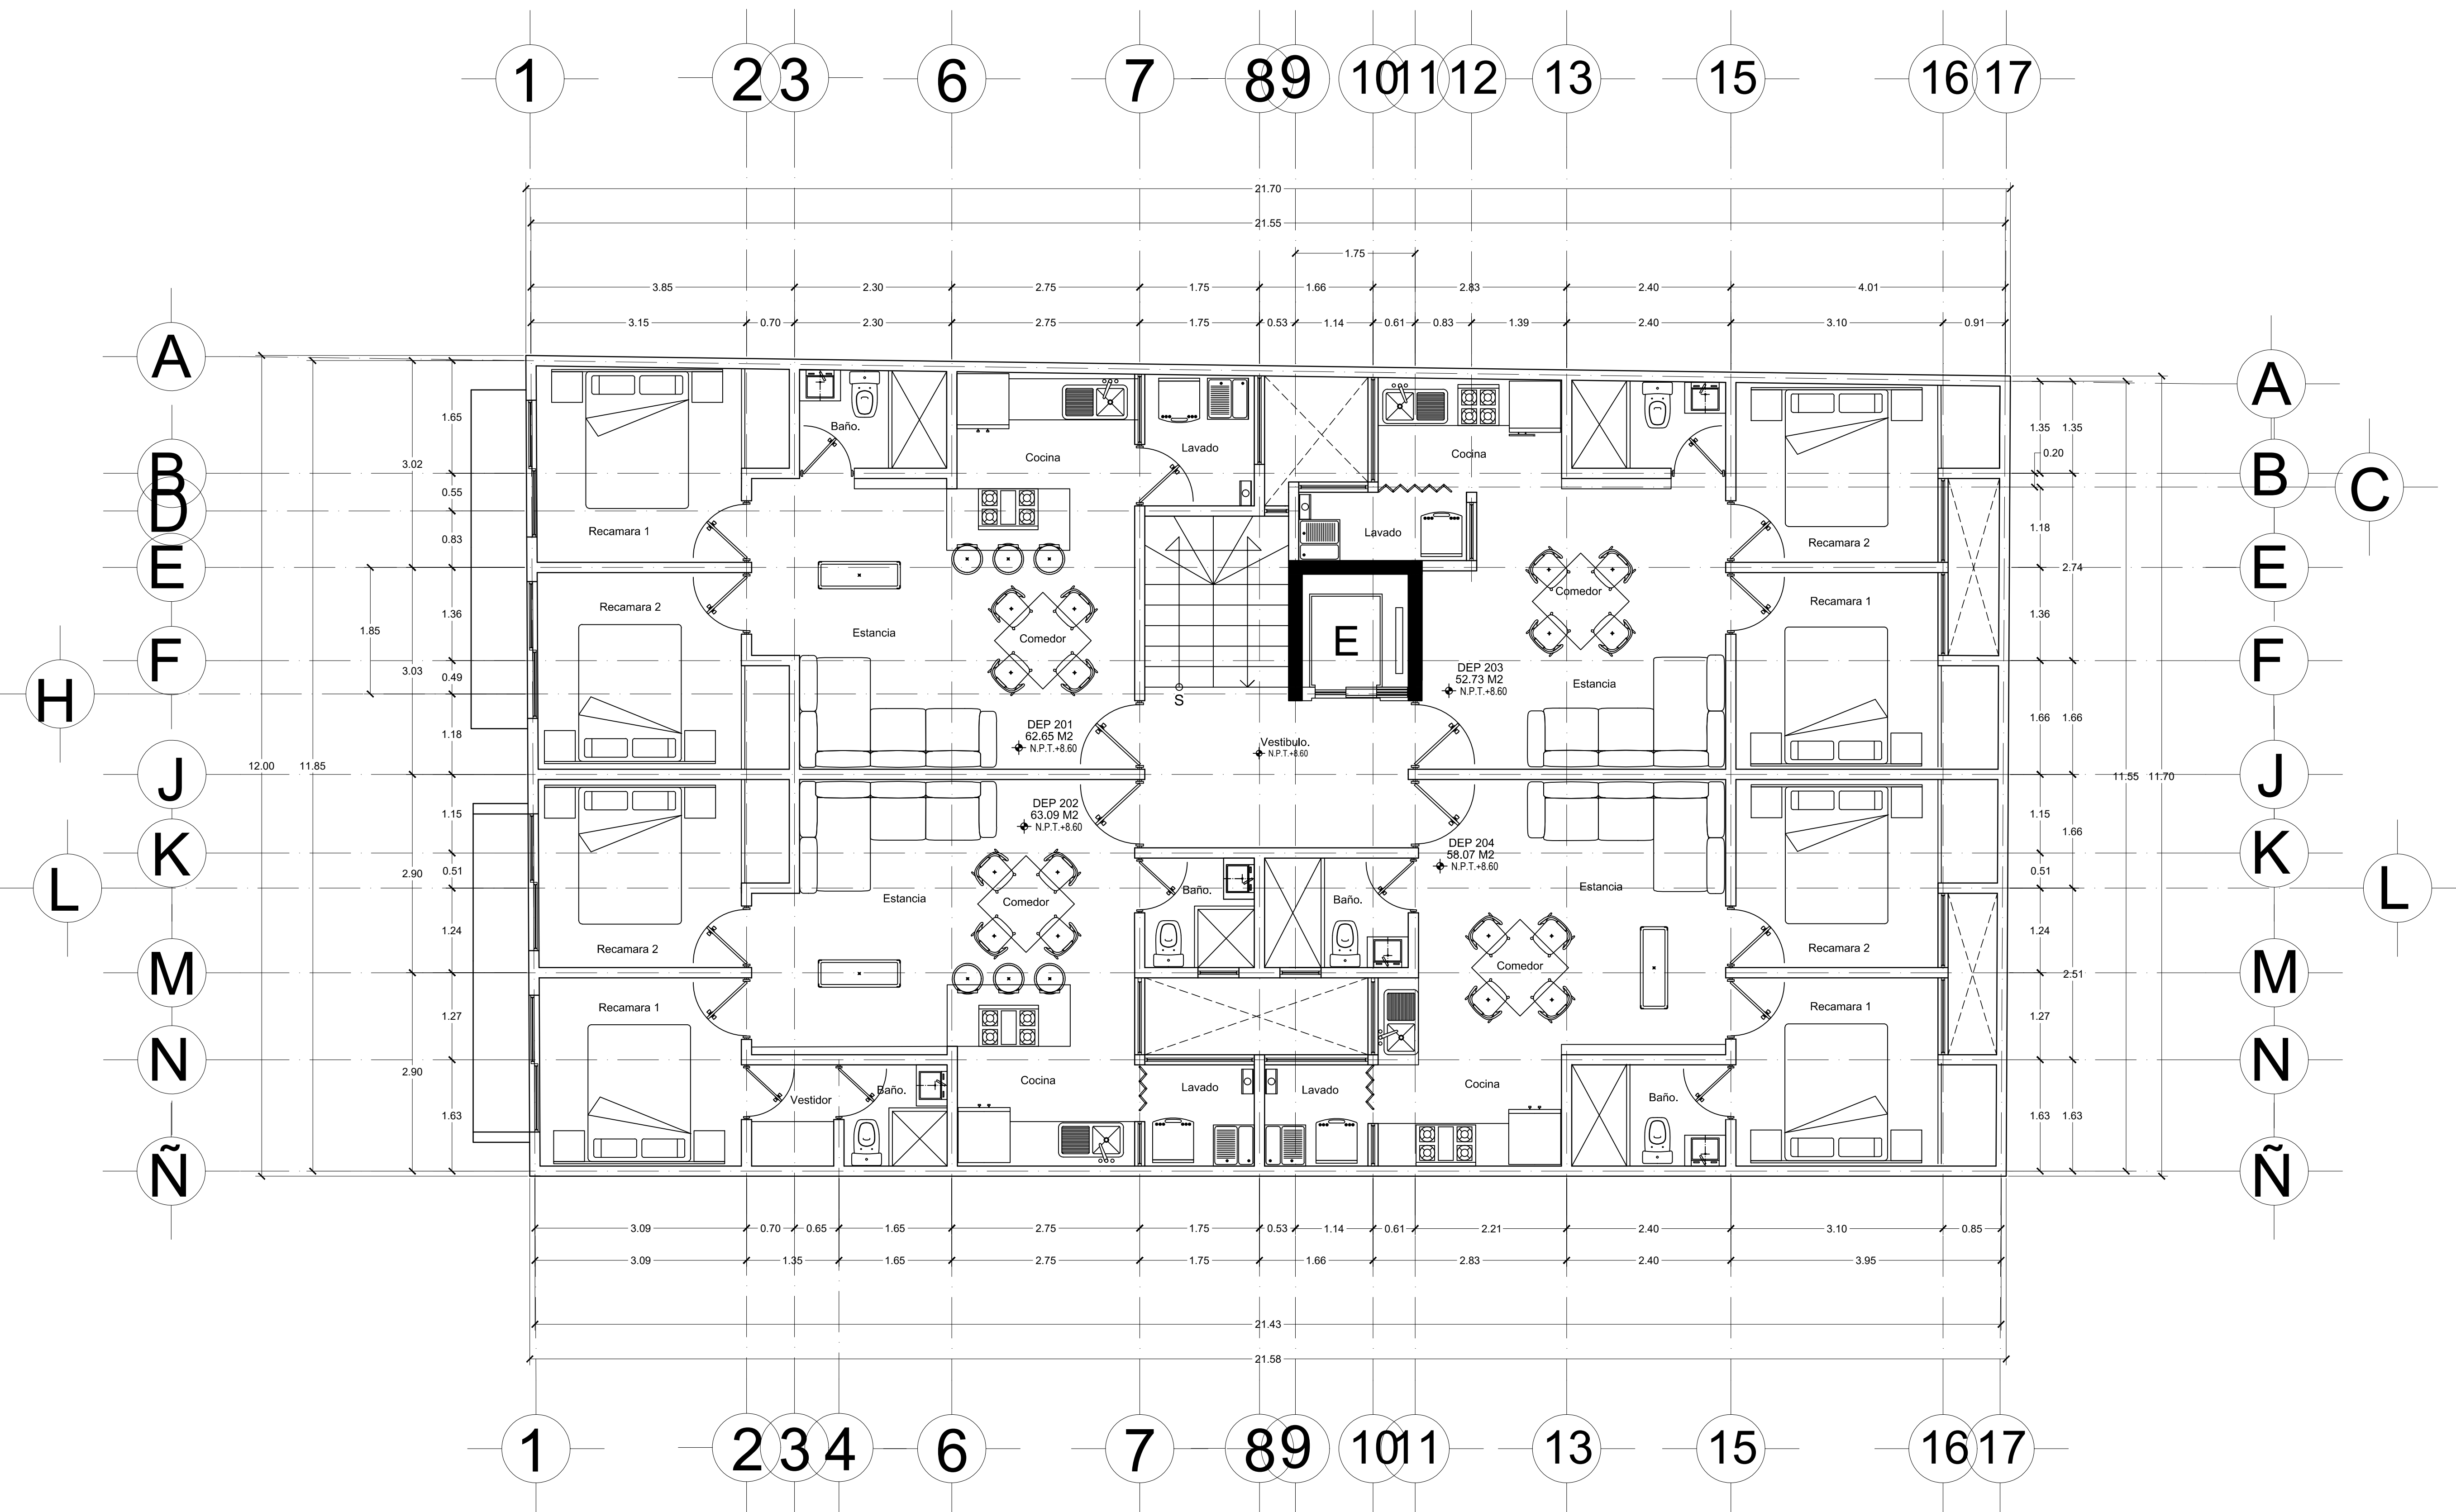 1 2 3 6 7 8 9 10 11 12 13 15 16 17
21.70
21.55
1.75
3.85 2.30 2.75 1.75 1.66 2.83 2.40 4.01
3.15 0.70 2.30 2.75 1.75 0.53 1.14 0.61 0.83 1.39 2.40 3.10 0.91
A
B
D
E
F
H
J
K
L
M
N
Ñ
12.00
11.85
3.02
3.03
2.90
2.90
1.85
1.65
0.55
0.83
1.36
0.49
1.18
1.15
0.51
1.24
1.27
1.63
Recamara 1
Baño.
Cocina
Lavado
Cocina
Lavado
Recamara 2
Recamara 2
Estancia
Comedor
E
Comedor
Recamara 1
Estancia
S
DEP 201
62.65 M2
N.P.T.+8.60
Vestibulo.
N.P.T.+8.60
DEP 203
52.73 M2
N.P.T.+8.60
DEP 202
63.09 M2
N.P.T.+8.60
DEP 204
58.07 M2
N.P.T.+8.60
Recamara 2
Estancia
Comedor
Baño.
Baño.
Estancia
Comedor
Recamara 2
Recamara 1
Vestidor
Baño.
Cocina
Lavado
Lavado
Cocina
Baño.
Recamara 1
1.35
0.20
1.18
1.36
1.66
1.15
0.51
1.24
1.27
1.63
1.35
2.74
1.66
1.66
2.51
1.63
11.55
11.70
A
B
C
E
F
J
K
L
M
N
Ñ
3.09 0.70 0.65 1.65 2.75 1.75 0.53 1.14 0.61 2.21 2.40 3.10 0.85
3.09 1.35 1.65 2.75 1.75 1.66 2.83 2.40 3.95
21.43
21.58
1 2 3 4 6 7 8 9 10 11 13 15 16 17